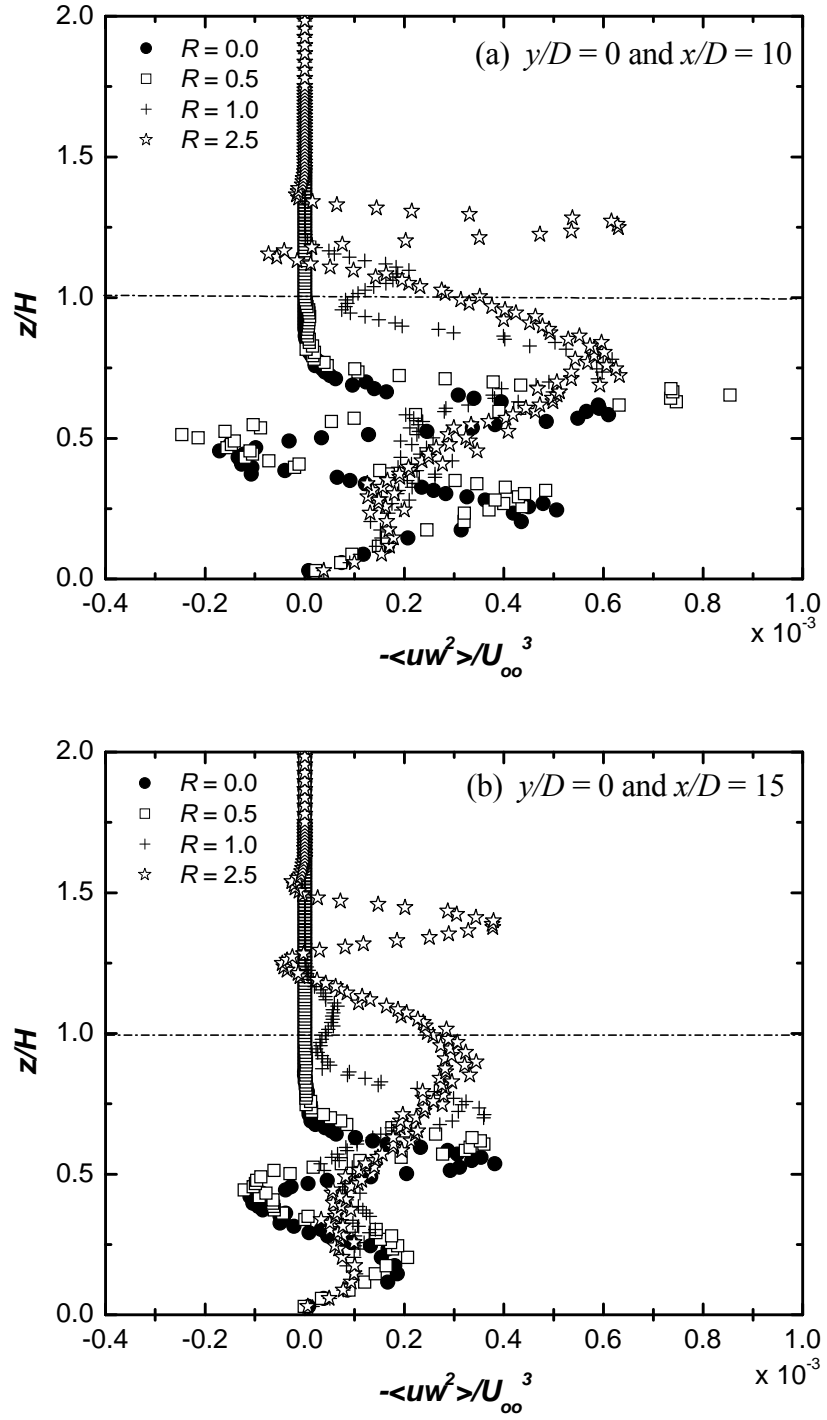 (a) y/D = 0 and x/D = 10
R = 0.0
R = 0.5
R = 1.0
R = 2.5
2.0
1.5
1.0
0.5
0.0
z/H
-0.4 -0.2 0.0 0.2 0.4 0.6 0.8 1.0
x 10⁻³
-<uw²>/U∞³
(b) y/D = 0 and x/D = 15
R = 0.0
R = 0.5
R = 1.0
R = 2.5
2.0
1.5
1.0
0.5
0.0
z/H
-0.4 -0.2 0.0 0.2 0.4 0.6 0.8 1.0
x 10⁻³
-<uw²>/U∞³